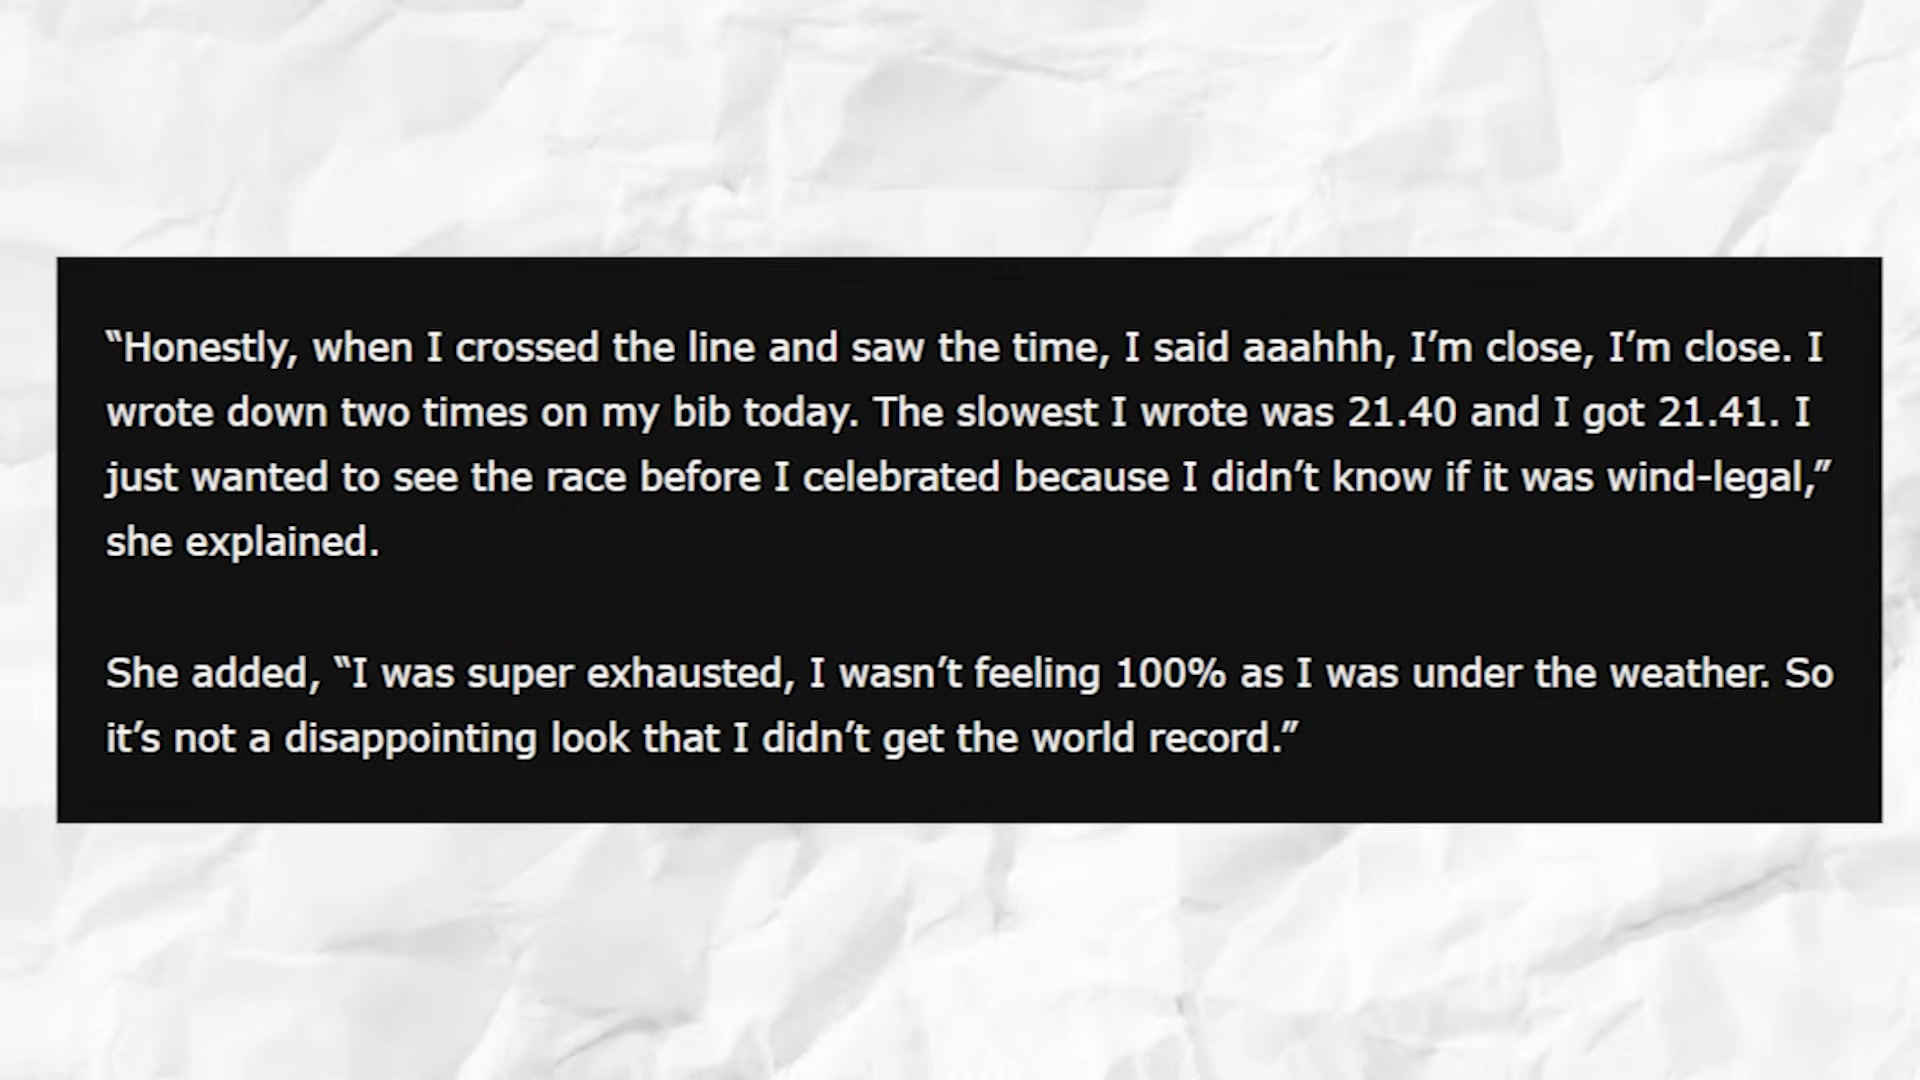 “Honestly, when I crossed the line and saw the time, I said aaahhh, I’m close, I’m close. I
wrote down two times on my bib today. The slowest I wrote was 21.40 and I got 21.41. I
just wanted to see the race before I celebrated because I didn’t know if it was wind-legal,”
she explained.
She added, “I was super exhausted, I wasn’t feeling 100% as I was under the weather. So
it’s not a disappointing look that I didn’t get the world record.”